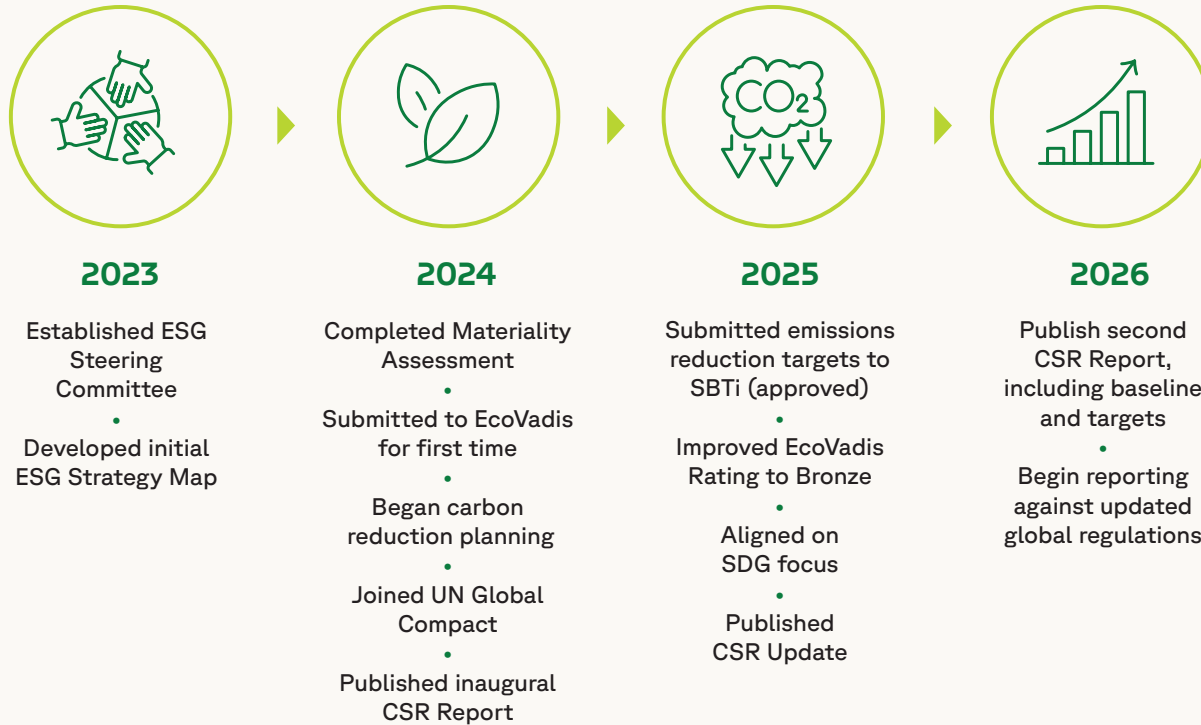 CO2
2023
Established ESG
Steering
Committee
•
Developed initial
ESG Strategy Map
2024
Completed Materiality
Assessment
•
Submitted to EcoVadis
for first time
•
Began carbon
reduction planning
•
Joined UN Global
Compact
•
Published inaugural
CSR Report
2025
Submitted emissions
reduction targets to
SBTi (approved)
•
Improved EcoVadis
Rating to Bronze
•
Aligned on
SDG focus
•
Published
CSR Update
2026
Publish second
CSR Report,
including baseline
and targets
•
Begin reporting
against updated
global regulations